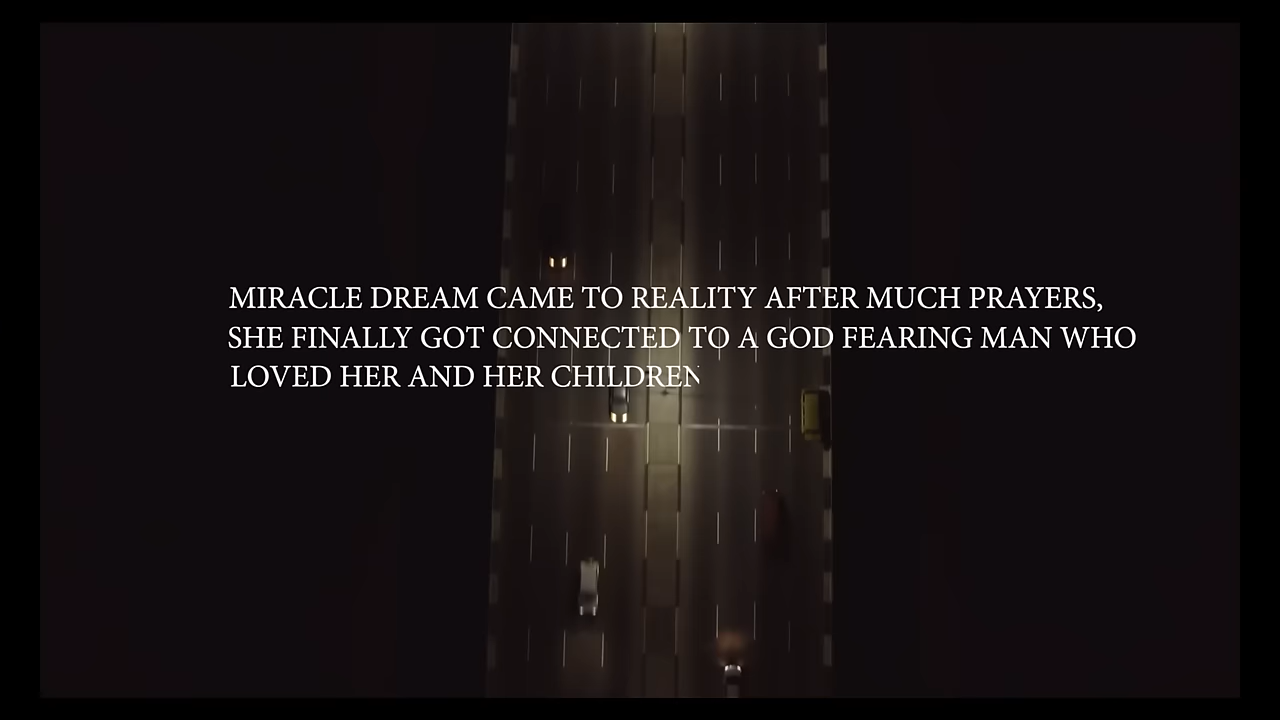 MIRACLE DREAM CAME TO REALITY AFTER MUCH PRAYERS,
SHE FINALLY GOT CONNECTED TO A GOD FEARING MAN WHO
LOVED HER AND HER CHILDREN